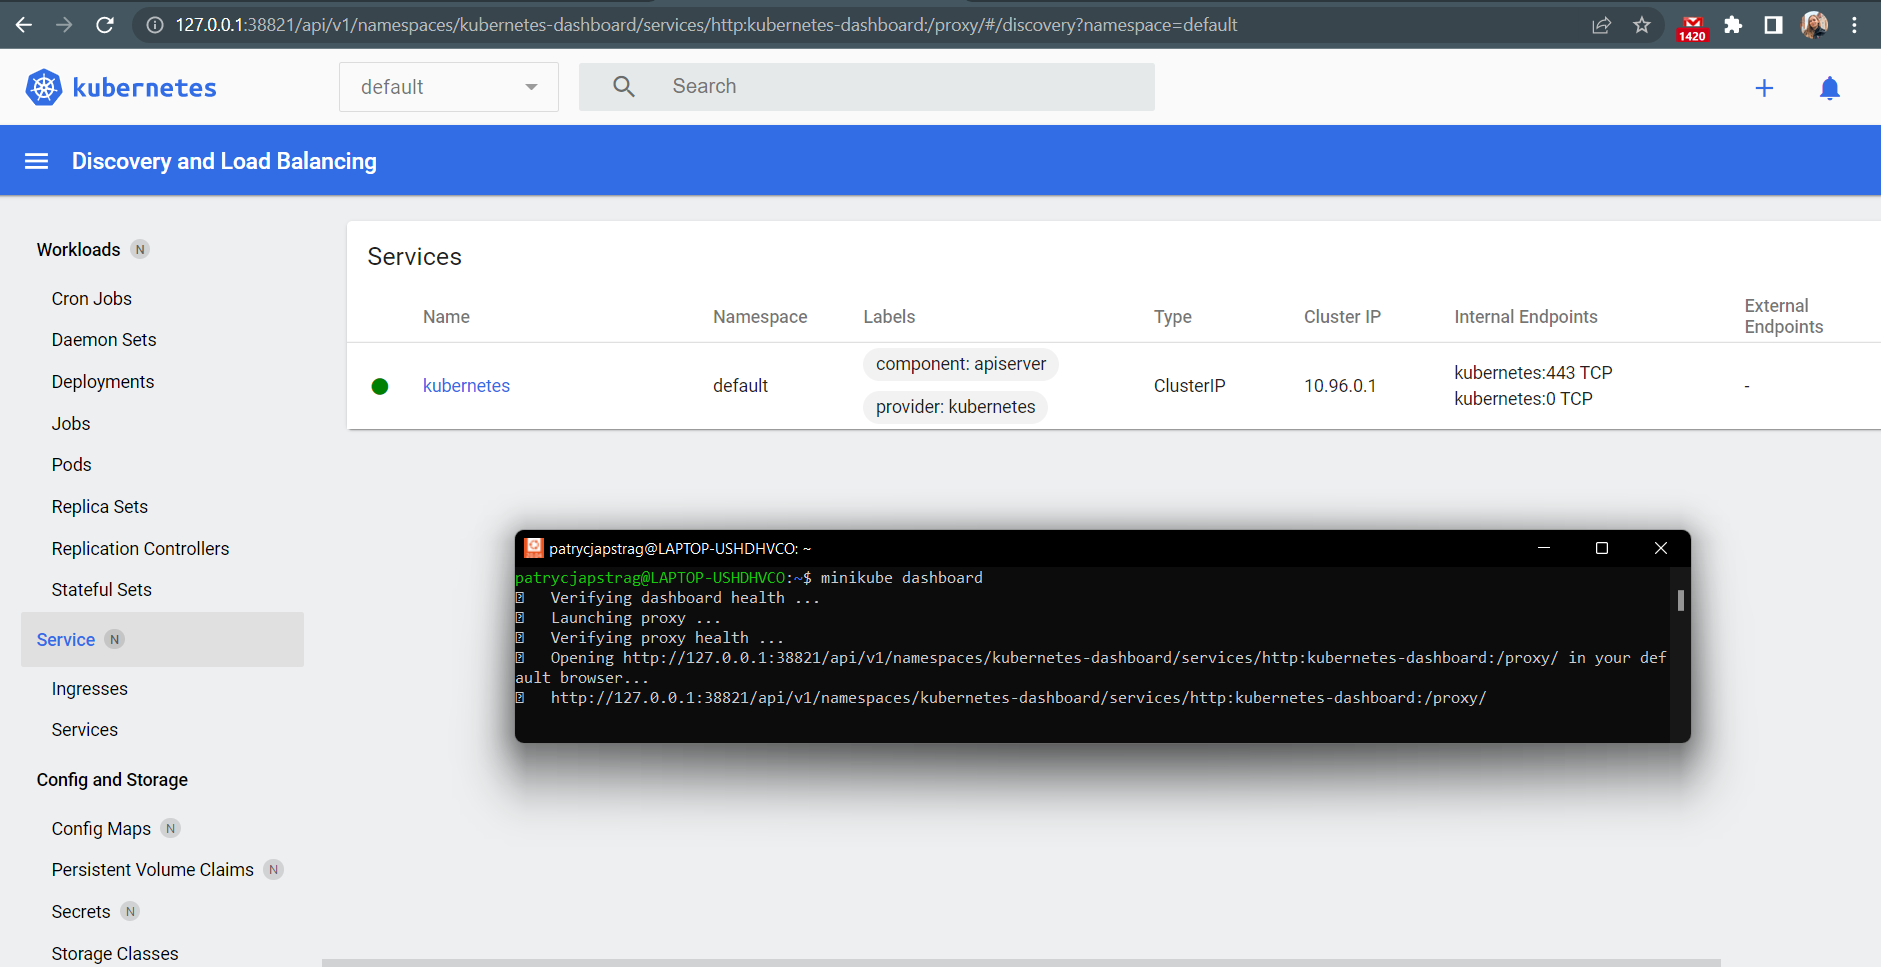 127.0.0.1:38821/api/v1/namespaces/kubernetes-dashboard/services/http:kubernetes-dashboard:/proxy/#/discovery?namespace=default
1420
kubernetes
default
Search
Discovery and Load Balancing
Workloads N
Cron Jobs
Daemon Sets
Deployments
Jobs
Pods
Replica Sets
Replication Controllers
Stateful Sets
Service N
Ingresses
Services
Config and Storage
Config Maps N
Persistent Volume Claims N
Secrets N
Storage Classes
Services
Name Namespace Labels Type Cluster IP Internal Endpoints External Endpoints
kubernetes default component: apiserver provider: kubernetes ClusterIP 10.96.0.1 kubernetes:443 TCP kubernetes:0 TCP -
patrycjapstrag@LAPTOP-USHDHVCO: ~
patrycjapstrag@LAPTOP-USHDHVCO:~$ minikube dashboard
Verifying dashboard health ...
Launching proxy ...
Verifying proxy health ...
Opening http://127.0.0.1:38821/api/v1/namespaces/kubernetes-dashboard/services/http:kubernetes-dashboard:/proxy/ in your def
ault browser...
http://127.0.0.1:38821/api/v1/namespaces/kubernetes-dashboard/services/http:kubernetes-dashboard:/proxy/